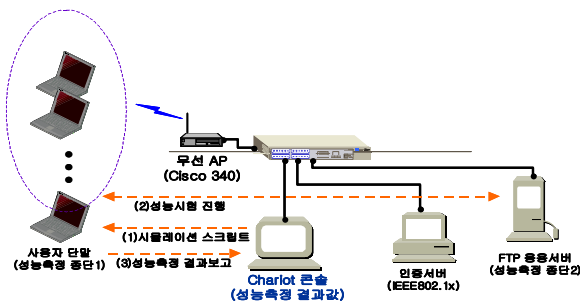 무선 AP
(Cisco 340)
(2)성능시험 진행
(1)시뮬레이션 스크립트
(3)성능측정 결과보고
사용자 단말
(성능측정 종단1)
Chariot 콘솔
(성능측정 결과값)
인증서버
(IEEE802.1x)
FTP 응용서버
(성능측정 종단2)